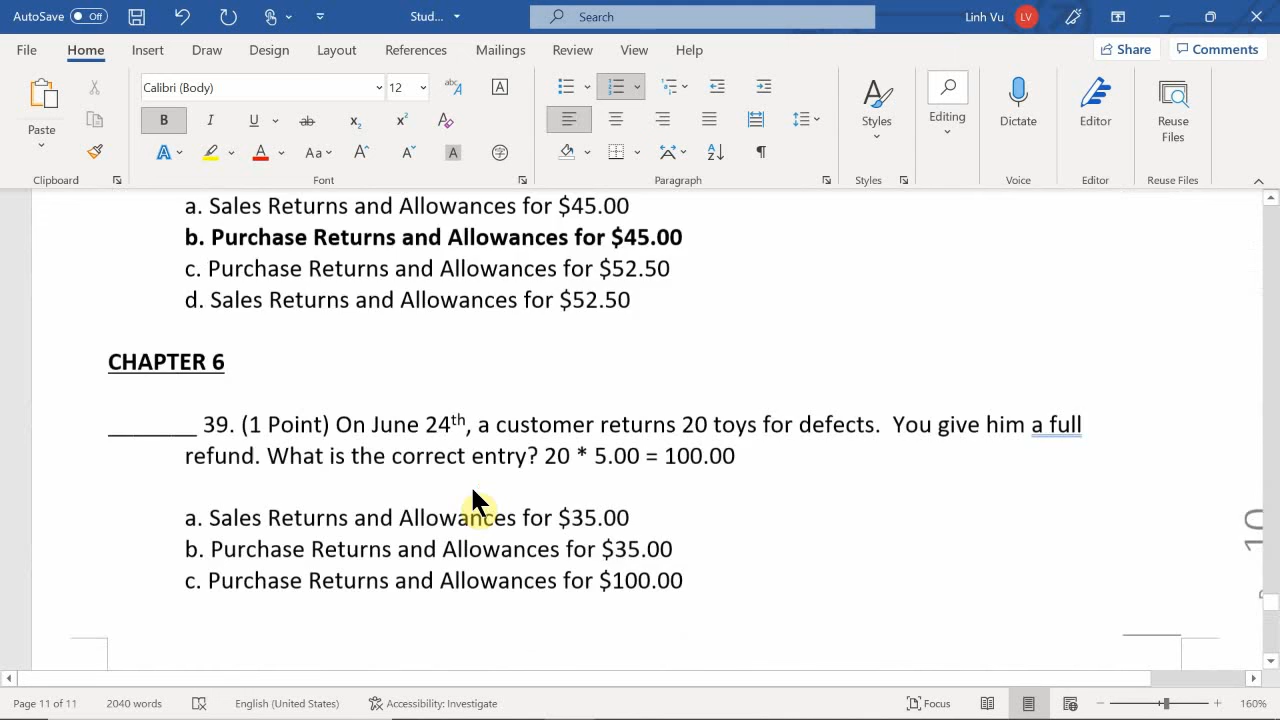 AutoSave Off Stud... Search Linh Vu LV
File Home Insert Draw Design Layout References Mailings Review View Help Share Comments
Paste Calibri (Body) 12 Styles Editing Dictate Editor Reuse Files
Clipboard Font Paragraph Styles Voice Editor Reuse Files
a. Sales Returns and Allowances for $45.00
b. Purchase Returns and Allowances for $45.00
c. Purchase Returns and Allowances for $52.50
d. Sales Returns and Allowances for $52.50
CHAPTER 6
________ 39. (1 Point) On June 24th, a customer returns 20 toys for defects. You give him a full
refund. What is the correct entry? 20 * 5.00 = 100.00
a. Sales Returns and Allowances for $35.00
b. Purchase Returns and Allowances for $35.00
c. Purchase Returns and Allowances for $100.00
10
Page 11 of 11 2040 words English (United States) Accessibility: Investigate Focus 160%